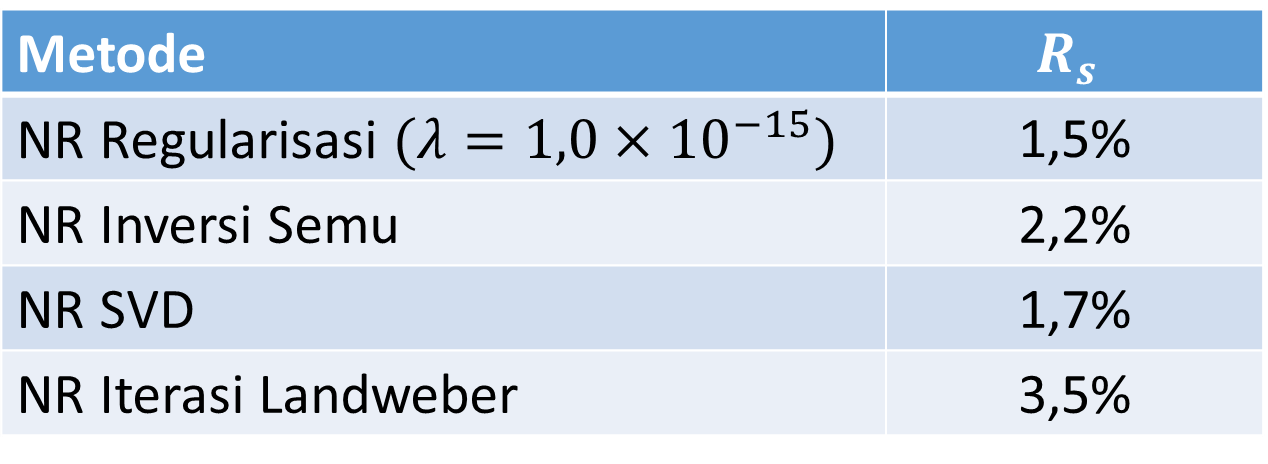 Metode R_s
NR Regularisasi (λ = 1,0 × 10⁻¹⁵) 1,5%
NR Inversi Semu 2,2%
NR SVD 1,7%
NR Iterasi Landweber 3,5%